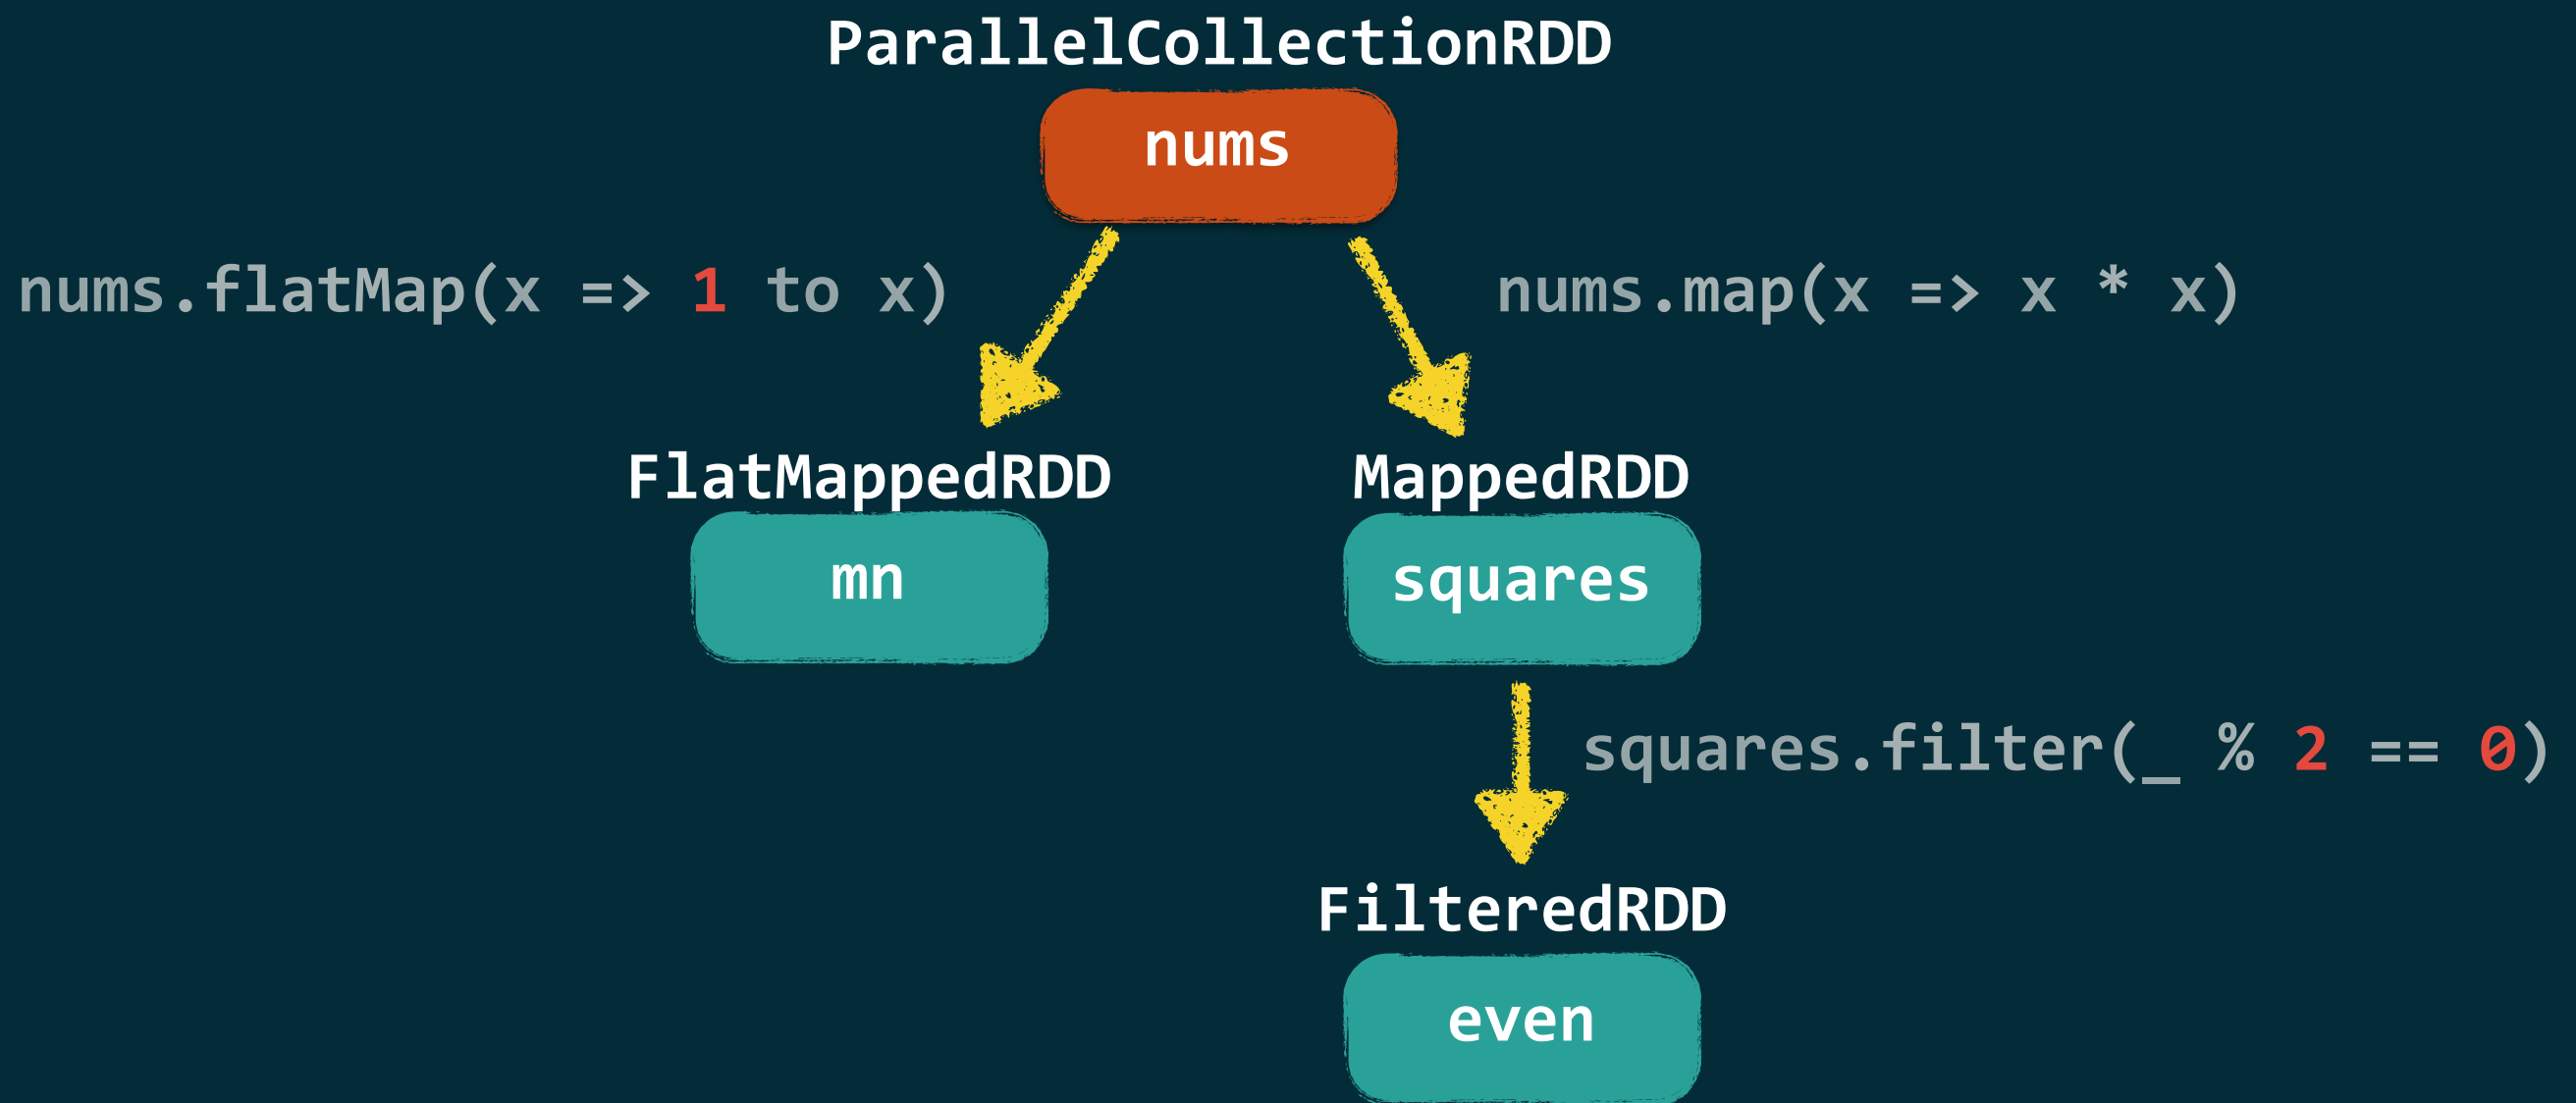 ParallelCollectionRDD
nums
nums.flatMap(x => 1 to x)
nums.map(x => x * x)
FlatMappedRDD
MappedRDD
mn
squares
squares.filter(_ % 2 == 0)
FilteredRDD
even